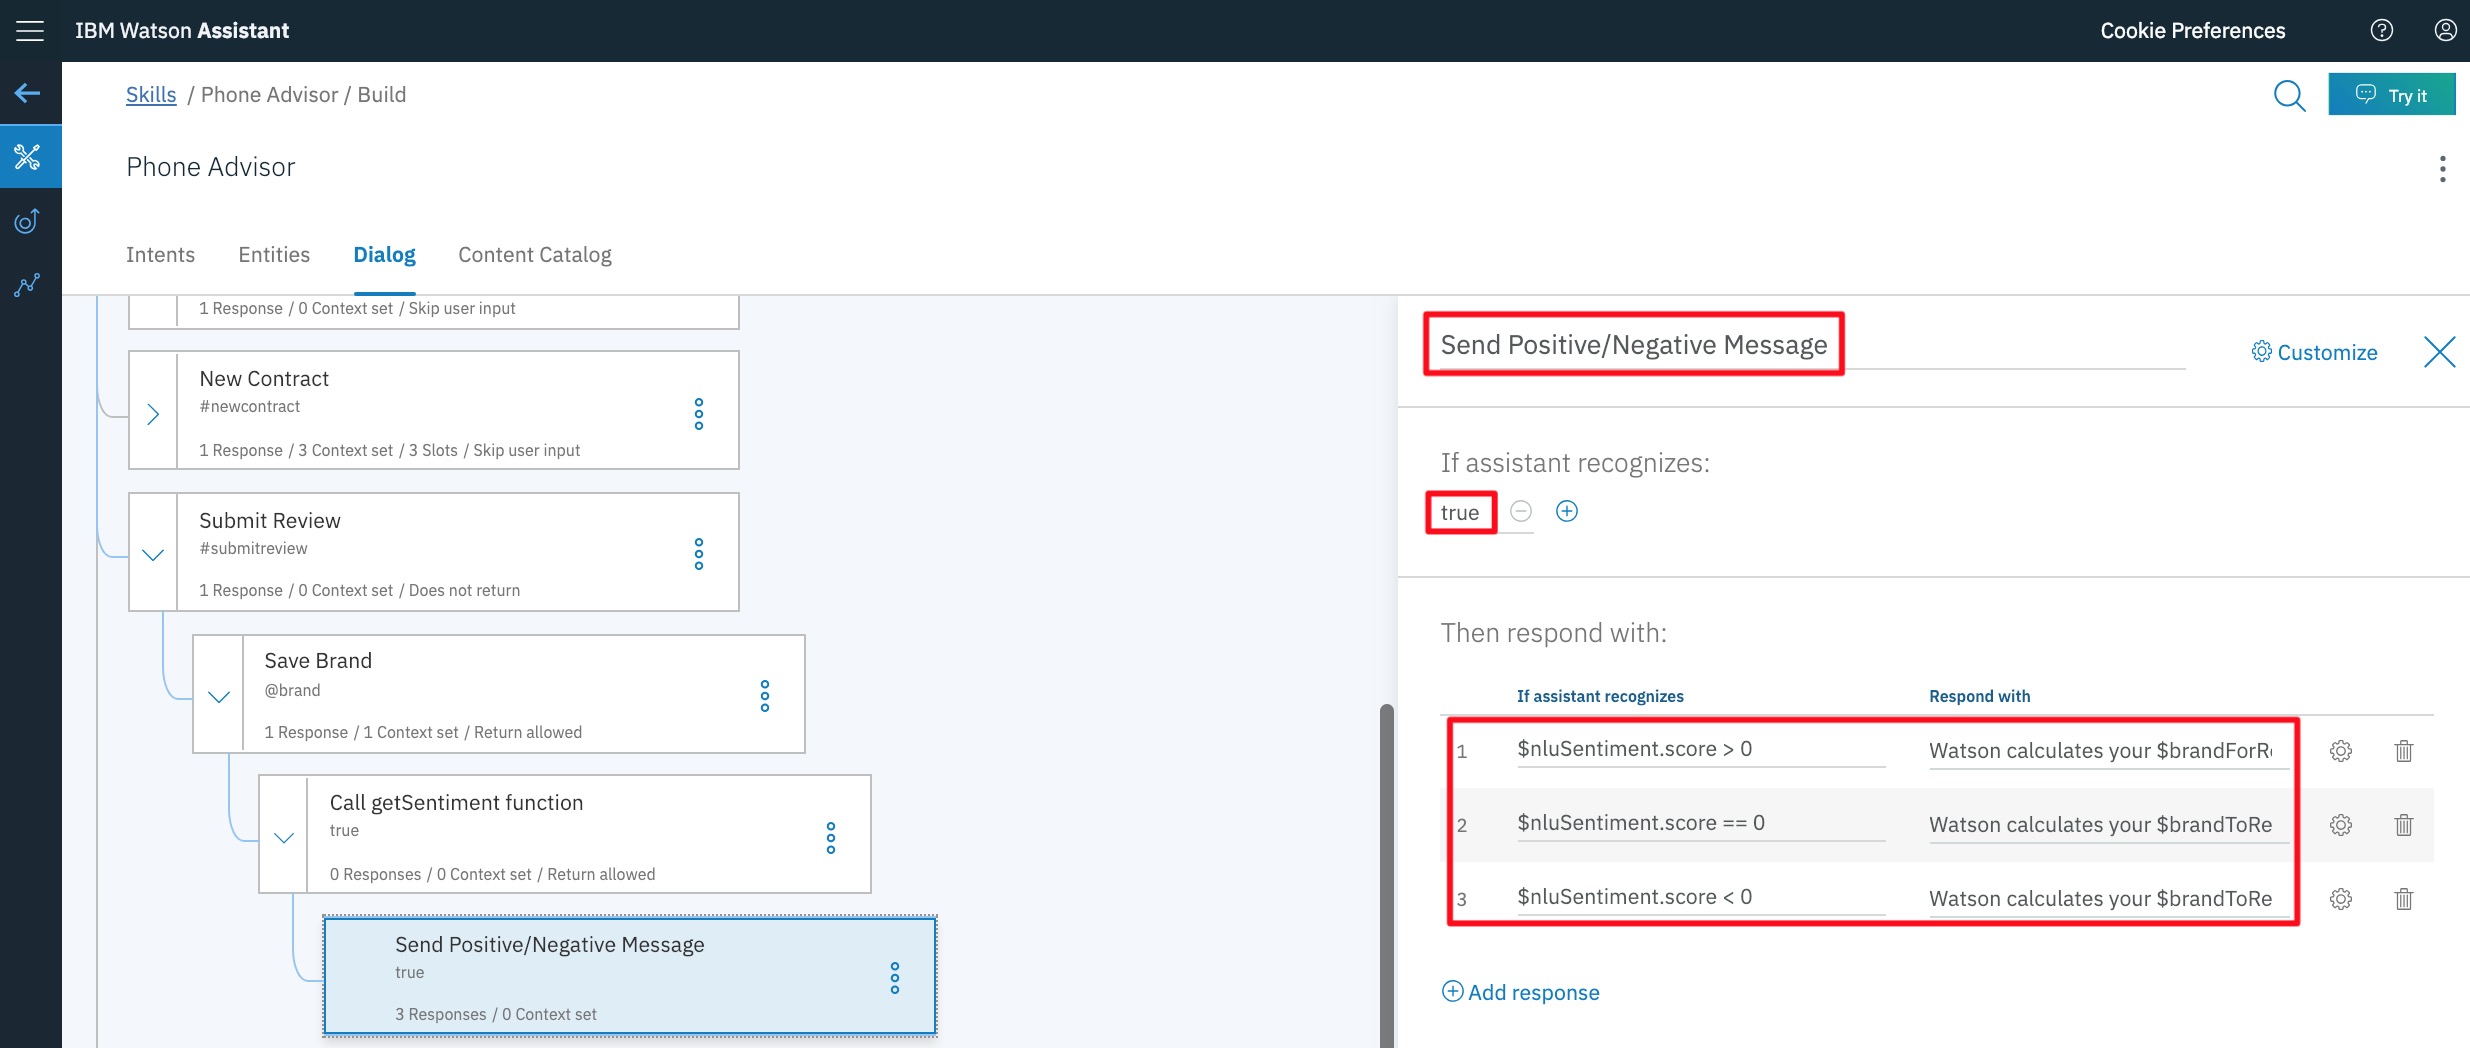 IBM Watson Assistant
Cookie Preferences
Skills / Phone Advisor / Build
Try it
Phone Advisor
Intents
Entities
Dialog
Content Catalog
1 Response / 0 Context set / Skip user input
New Contract
#newcontract
1 Response / 3 Context set / 3 Slots / Skip user input
Submit Review
#submitreview
1 Response / 0 Context set / Does not return
Save Brand
@brand
1 Response / 1 Context set / Return allowed
Call getSentiment function
true
0 Responses / 0 Context set / Return allowed
Send Positive/Negative Message
true
3 Responses / 0 Context set
Send Positive/Negative Message
Customize
If assistant recognizes:
true
Then respond with:
If assistant recognizes
Respond with
1 $nluSentiment.score > 0 Watson calculates your $brandForRe
2 $nluSentiment.score == 0 Watson calculates your $brandToRe
3 $nluSentiment.score < 0 Watson calculates your $brandToRe
Add response